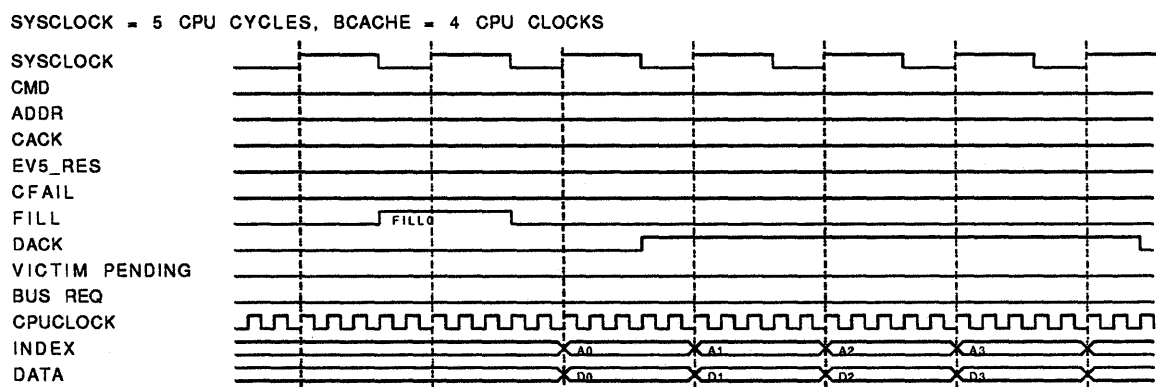 SYSCLOCK = 5 CPU CYCLES, BCACHE = 4 CPU CLOCKS
SYSCLOCK
CMD
ADDR
CACK
EV5_RES
CFAIL
FILL FILL0
DACK
VICTIM PENDING
BUS REQ
CPUCLOCK
INDEX A0 A1 A2 A3
DATA D0 D1 D2 D3